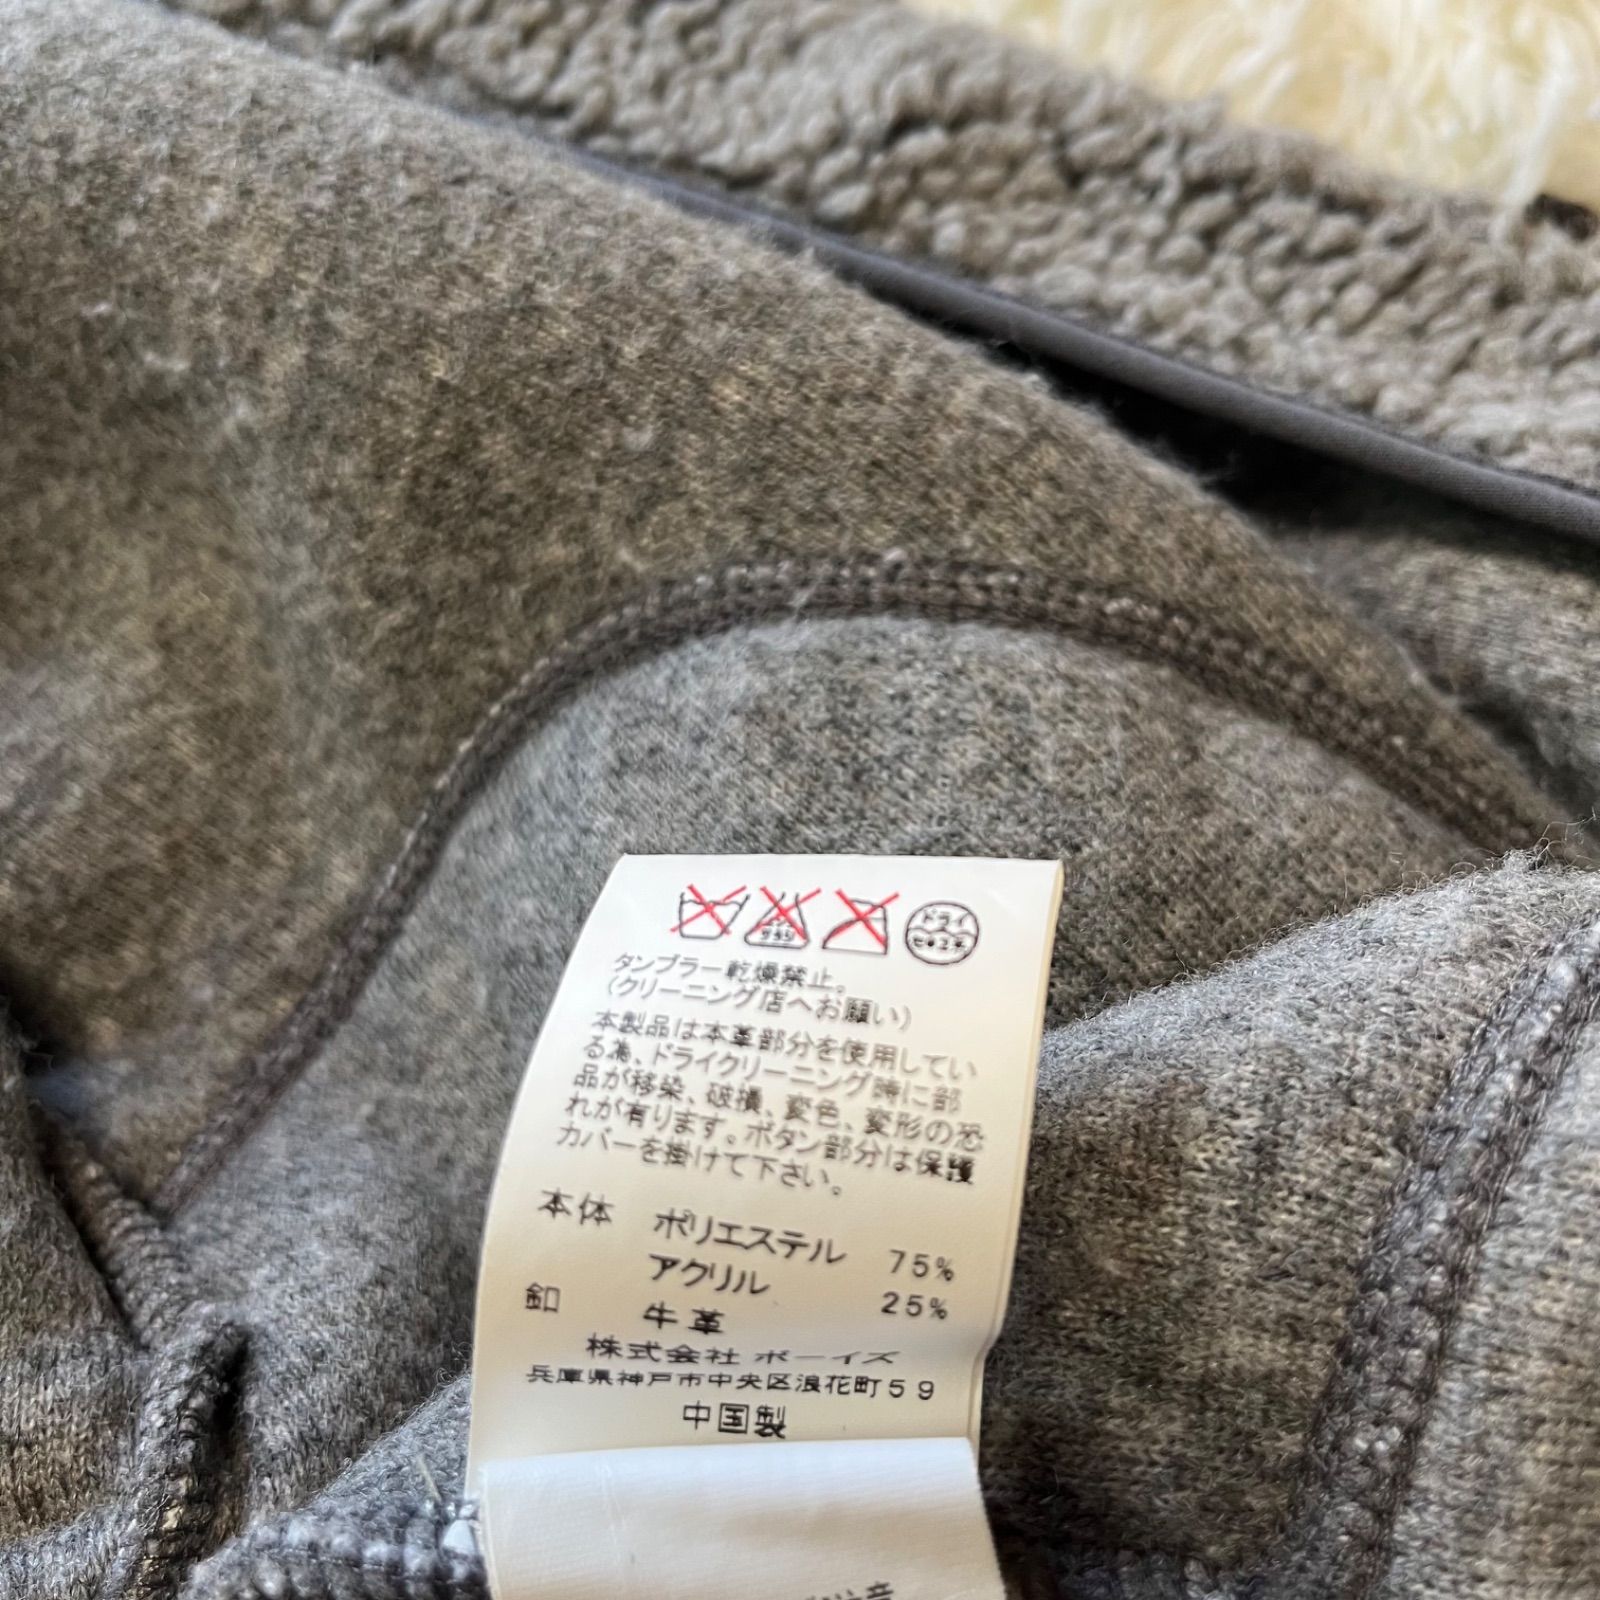 ドライ
セキユ系
タンブラー乾燥禁止。
(クリーニング店へお願い)
本製品は本革部分を使用してい
る為、ドライクリーニング時に部
品が移染、破損、変色、変形の恐
れが有ります。ボタン部分は保護
カバーを掛けて下さい。
本体 ポリエステル 75%
アクリル 25%
釦 牛革
株式会社 ボーイズ
兵庫県神戸市中央区浪花町59
中国製